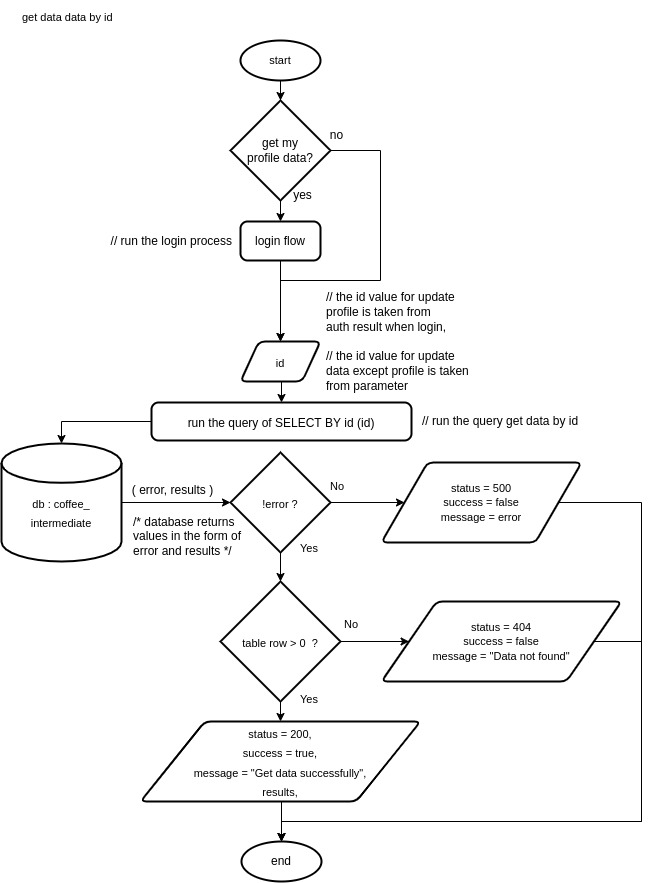 get data data by id
start
get my
profile data?
no
yes
// run the login process
login flow
// the id value for update
profile is taken from
auth result when login,
id
// the id value for update
data except profile is taken
from parameter
run the query of SELECT BY id (id)
// run the query get data by id
db : coffee_
intermediate
( error, results )
/* database returns
values in the form of
error and results */
!error ?
No
status = 500
success = false
message = error
Yes
table row > 0  ?
No
status = 404
success = false
message = "Data not found"
Yes
status = 200,
success = true,
message = "Get data successfully",
results,
end